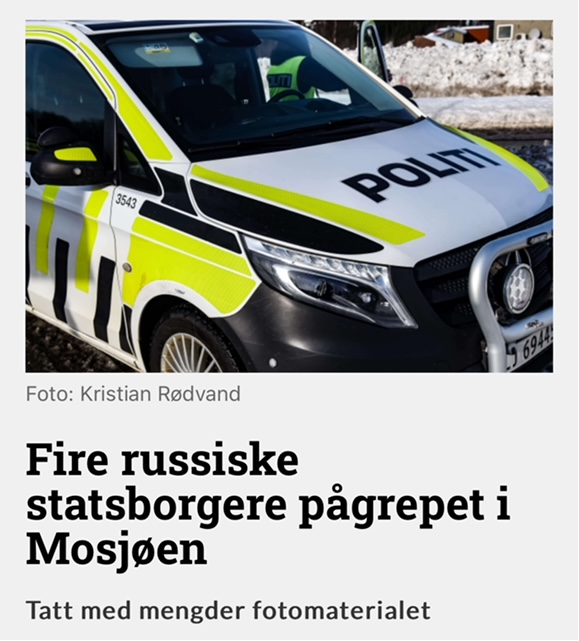 POLITI
3543
Foto: Kristian Rødvand
Fire russiske
statsborgere pågrepet i
Mosjøen
Tatt med mengder fotomaterialet